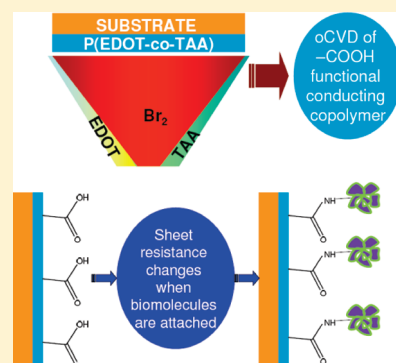 SUBSTRATE
P(EDOT-co-TAA)
EDOT
Br2
TAA
oCVD of
–COOH
functional
conducting
copolymer
OH
O
OH
O
OH
O
Sheet
resistance
changes
when
biomolecules
are attached
NH
O
NH
O
NH
O